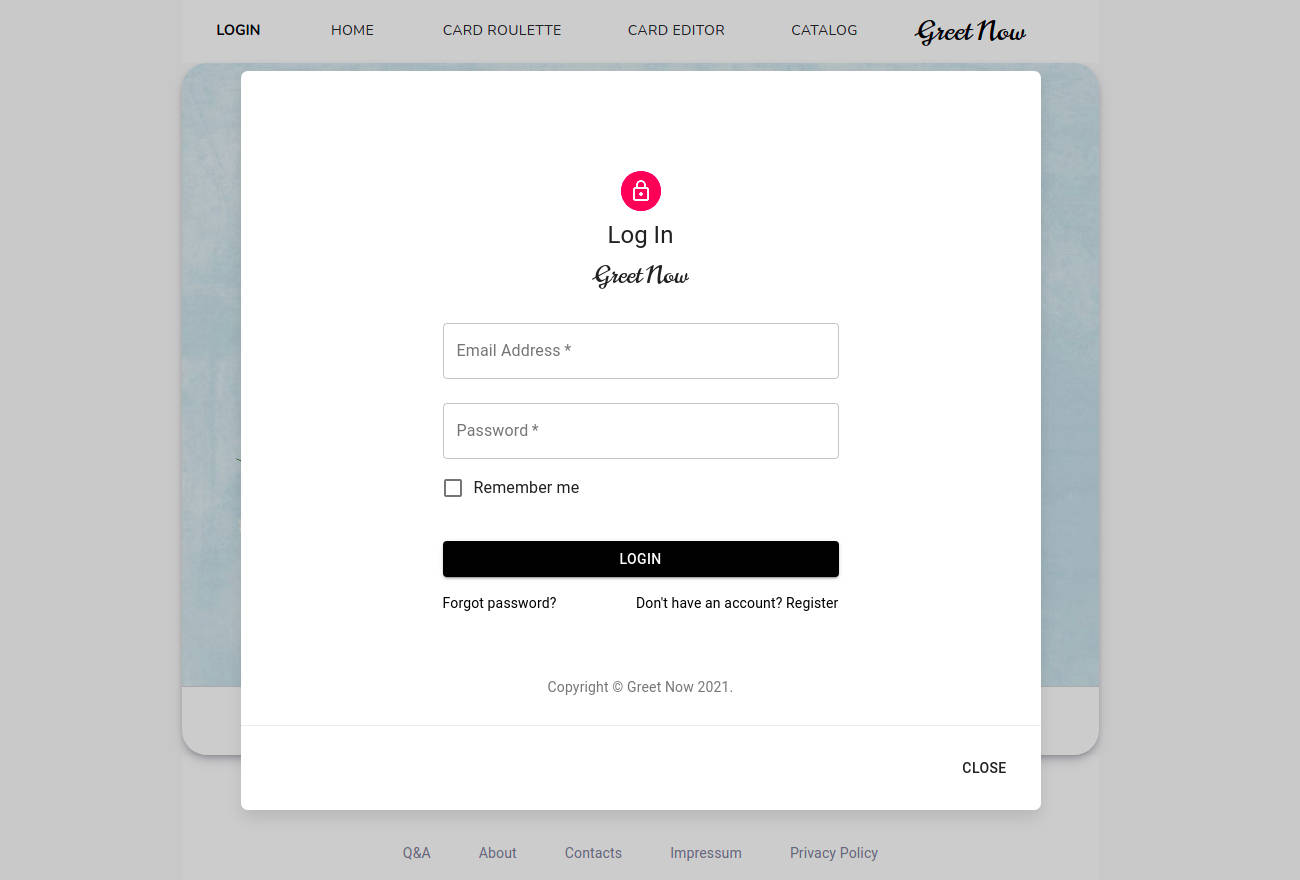 LOGIN HOME CARD ROULETTE CARD EDITOR CATALOG Greet Now
Log In
Greet Now
Email Address *
Password *
Remember me
LOGIN
Forgot password? Don't have an account? Register
Copyright © Greet Now 2021.
CLOSE
Q&A About Contacts Impressum Privacy Policy